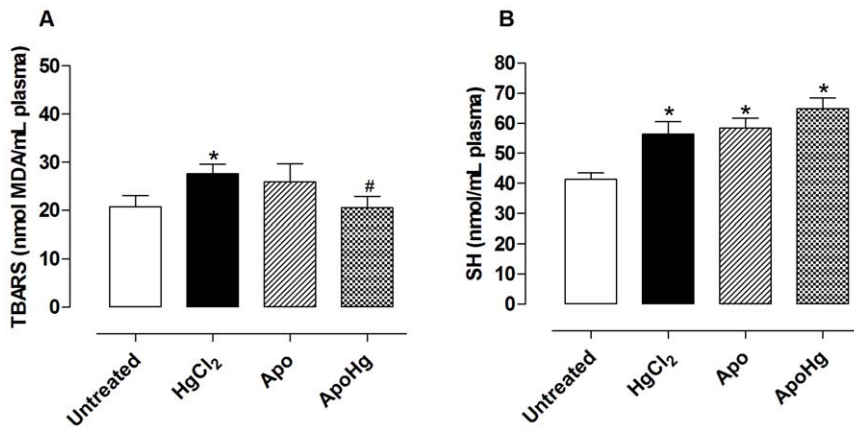 A
TBARS (nmol MDA/mL plasma)
50
40
30
20
10
0
*
#
Untreated
HgCl₂
Apo
ApoHg
B
SH (nmol/mL plasma)
80
70
60
50
40
30
20
10
0
*
*
*
Untreated
HgCl₂
Apo
ApoHg